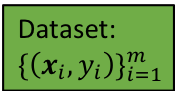 Dataset:
{(𝒙ᵢ, yᵢ)}ᵢ₌₁ᵐ